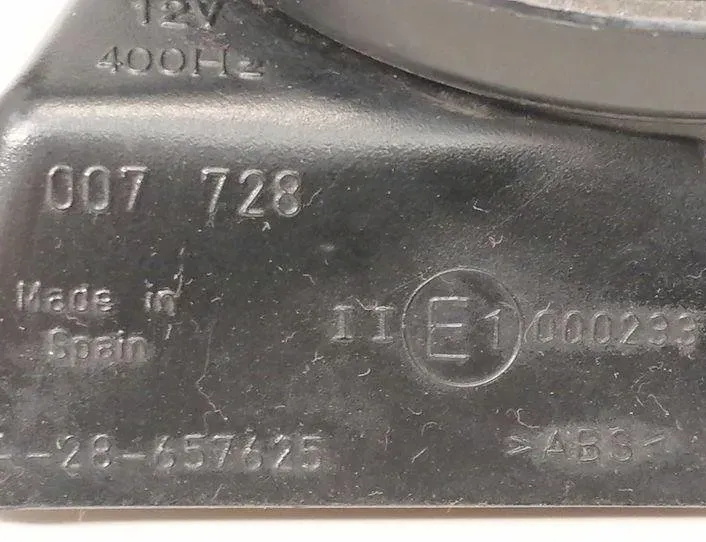 12V
400Hz
007 728
Made in
Spain
II E1 000233
-28-657625
>ABS<